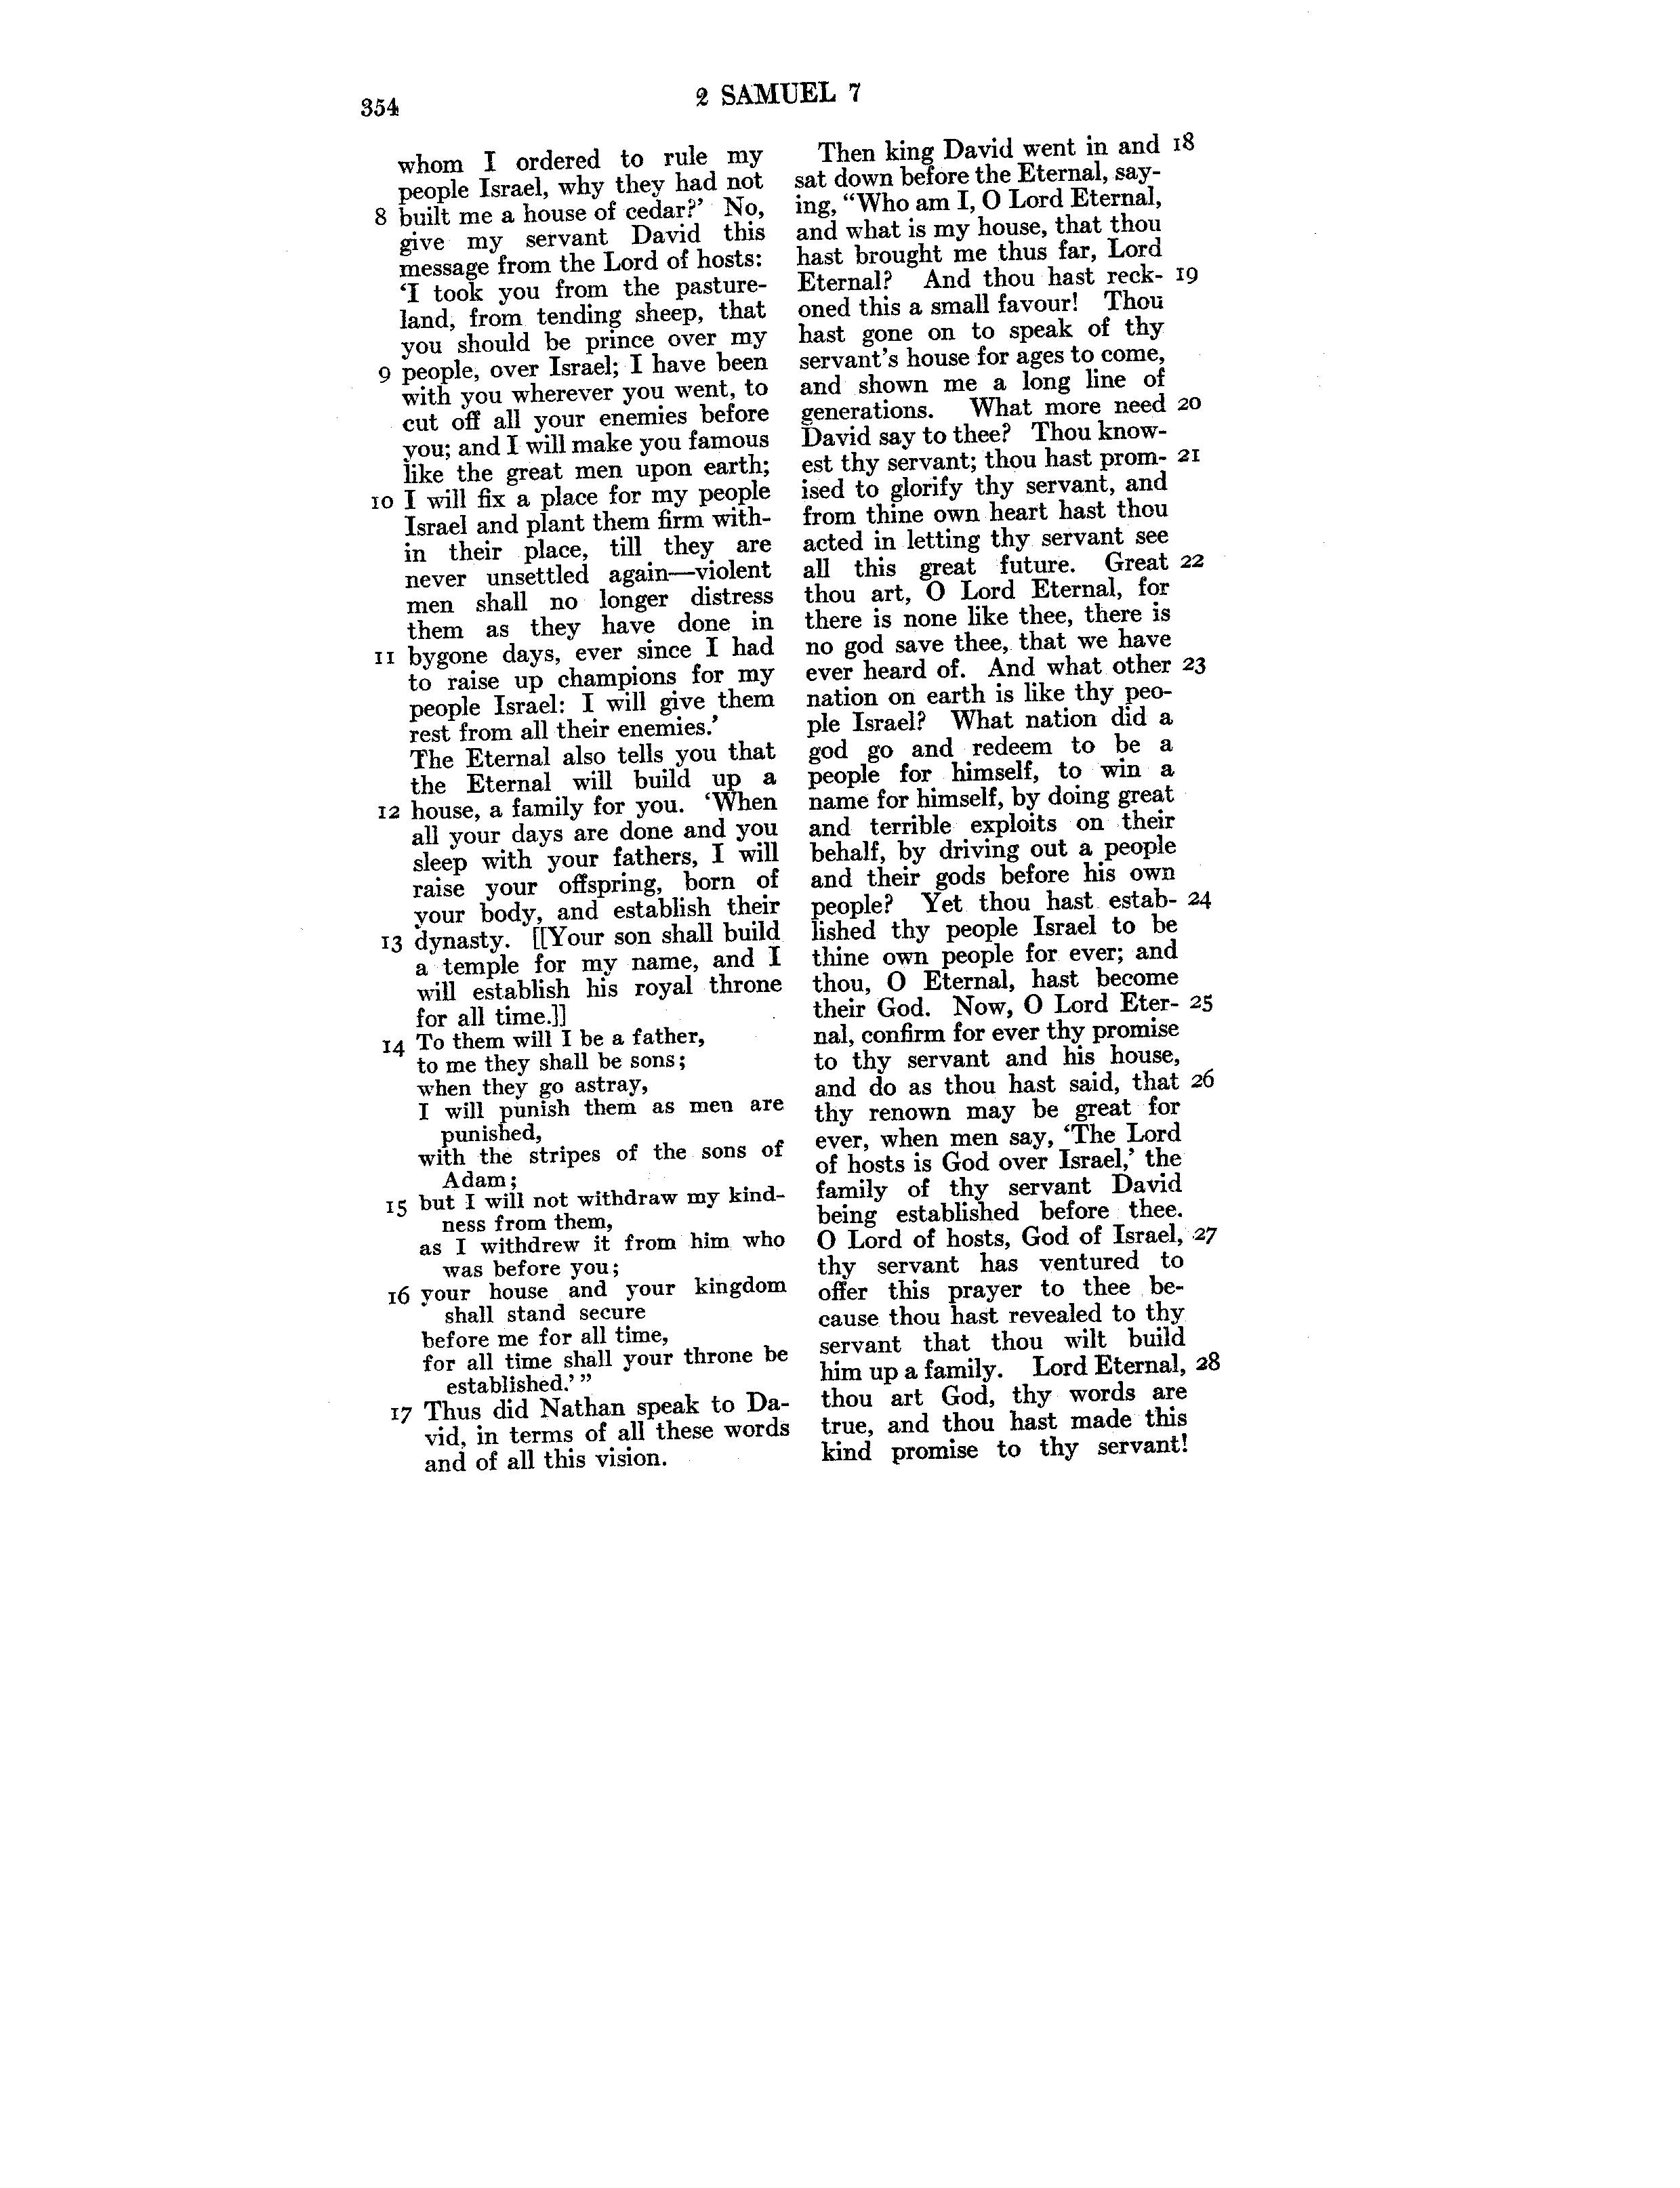 354
2 SAMUEL 7
whom I ordered to rule my
people Israel, why they had not
8 built me a house of cedar?’ No,
give my servant David this
message from the Lord of hosts:
‘I took you from the pasture-
land, from tending sheep, that
you should be prince over my
9 people, over Israel; I have been
with you wherever you went, to
cut off all your enemies before
you; and I will make you famous
like the great men upon earth;
10 I will fix a place for my people
Israel and plant them firm with-
in their place, till they are
never unsettled again—violent
men shall no longer distress
them as they have done in
11 bygone days, ever since I had
to raise up champions for my
people Israel: I will give them
rest from all their enemies.’
The Eternal also tells you that
the Eternal will build up a
12 house, a family for you. ‘When
all your days are done and you
sleep with your fathers, I will
raise your offspring, born of
your body, and establish their
13 dynasty. [[Your son shall build
a temple for my name, and I
will establish his royal throne
for all time.]]
14 To them will I be a father,
to me they shall be sons;
when they go astray,
I will punish them as men are
punished,
with the stripes of the sons of
Adam;
15 but I will not withdraw my kind-
ness from them,
as I withdrew it from him who
was before you;
16 your house and your kingdom
shall stand secure
before me for all time,
for all time shall your throne be
established.’ ”
17 Thus did Nathan speak to Da-
vid, in terms of all these words
and of all this vision.
Then king David went in and 18
sat down before the Eternal, say-
ing, “Who am I, O Lord Eternal,
and what is my house, that thou
hast brought me thus far, Lord
Eternal? And thou hast reck- 19
oned this a small favour! Thou
hast gone on to speak of thy
servant’s house for ages to come,
and shown me a long line of
generations. What more need 20
David say to thee? Thou know-
est thy servant; thou hast prom- 21
ised to glorify thy servant, and
from thine own heart hast thou
acted in letting thy servant see
all this great future. Great 22
thou art, O Lord Eternal, for
there is none like thee, there is
no god save thee, that we have
ever heard of. And what other 23
nation on earth is like thy peo-
ple Israel? What nation did a
god go and redeem to be a
people for himself, to win a
name for himself, by doing great
and terrible exploits on their
behalf, by driving out a people
and their gods before his own
people? Yet thou hast estab- 24
lished thy people Israel to be
thine own people for ever; and
thou, O Eternal, hast become
their God. Now, O Lord Eter- 25
nal, confirm for ever thy promise
to thy servant and his house,
and do as thou hast said, that 26
thy renown may be great for
ever, when men say, ‘The Lord
of hosts is God over Israel,’ the
family of thy servant David
being established before thee.
O Lord of hosts, God of Israel, 27
thy servant has ventured to
offer this prayer to thee be-
cause thou hast revealed to thy
servant that thou wilt build
him up a family. Lord Eternal, 28
thou art God, thy words are
true, and thou hast made this
kind promise to thy servant!